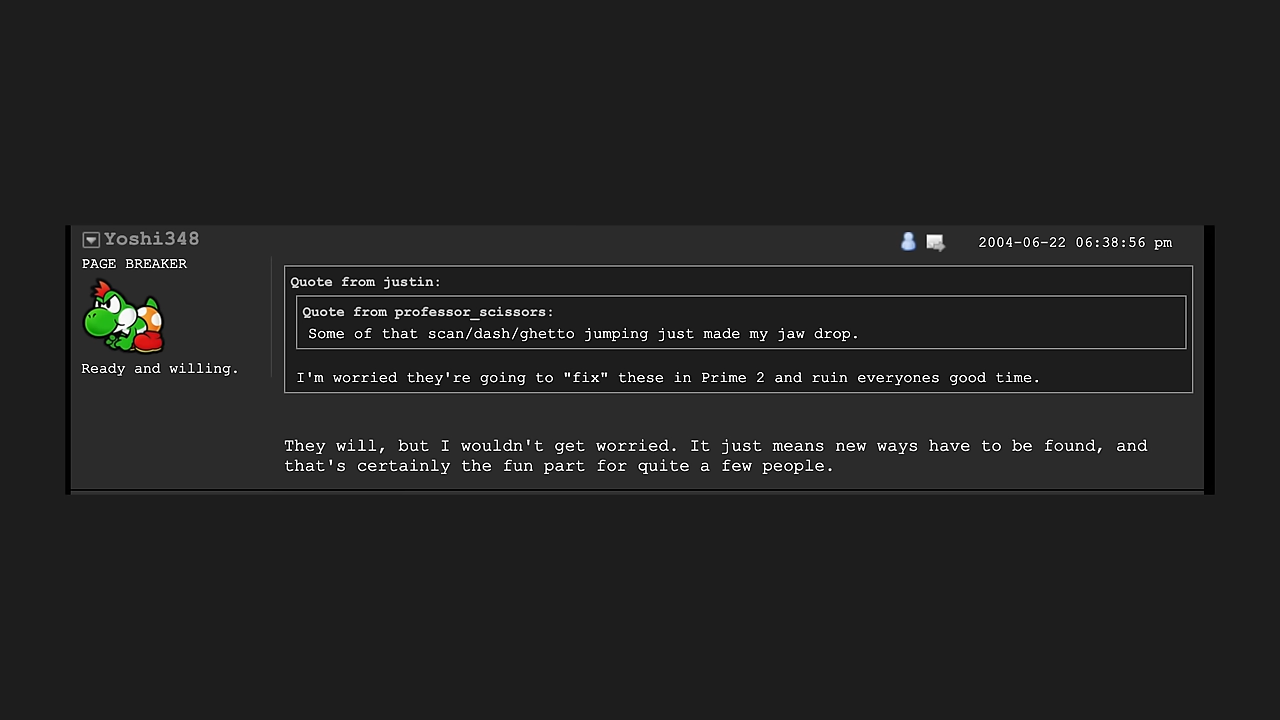 Yoshi348
2004-06-22 06:38:56 pm
PAGE BREAKER
Ready and willing.
Quote from justin:
Quote from professor_scissors:
Some of that scan/dash/ghetto jumping just made my jaw drop.
I'm worried they're going to "fix" these in Prime 2 and ruin everyones good time.
They will, but I wouldn't get worried. It just means new ways have to be found, and
that's certainly the fun part for quite a few people.